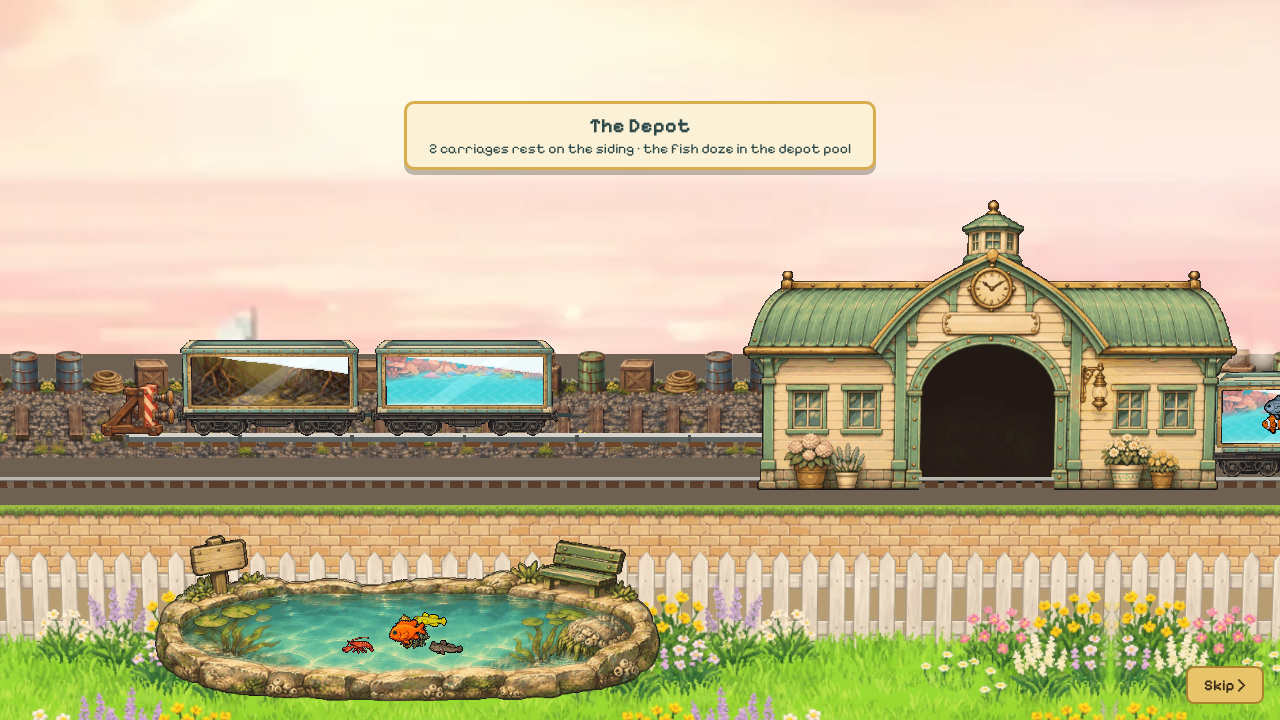 The Depot
2 carriages rest on the siding · the fish doze in the depot pool
Skip >